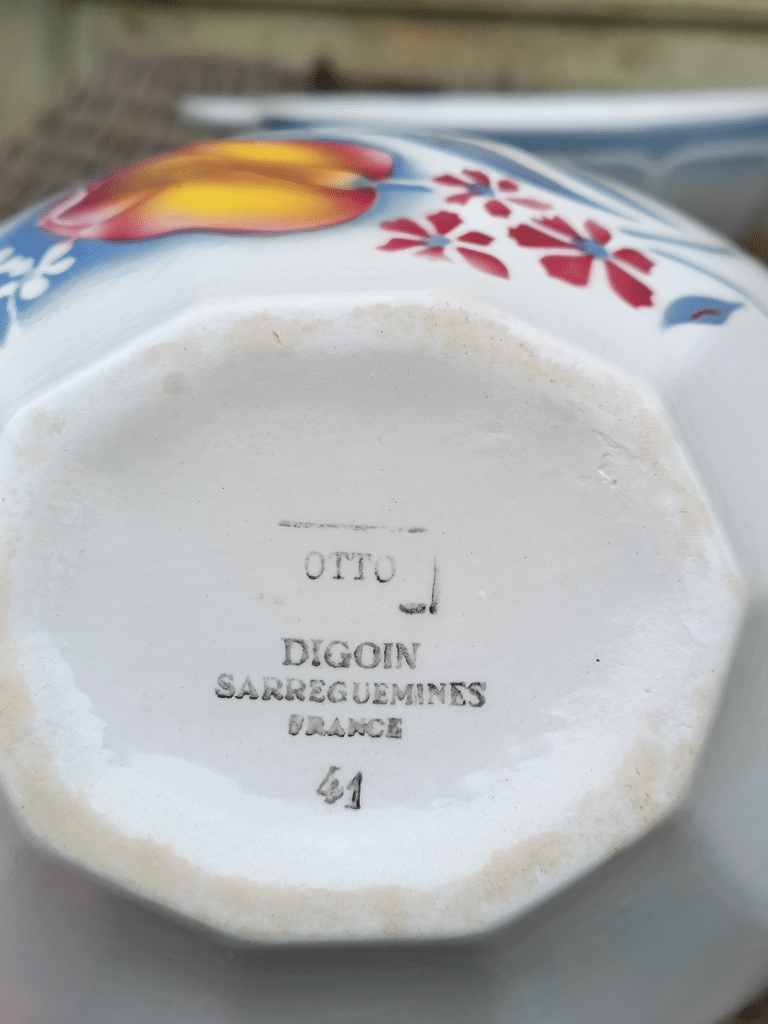 OTTO
DIGOIN
SARREGUEMINES
FRANCE
41